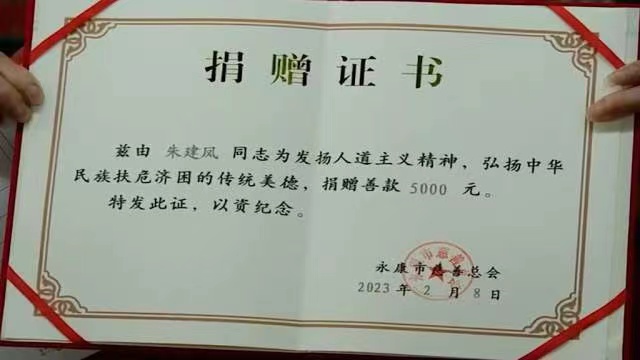 捐赠证书
兹由 朱建凤 同志为发扬人道主义精神，弘扬中华
民族扶危济困的传统美德，捐赠善款 5000 元。
特发此证，以资纪念。
永康市慈善总会
2023 年 2 月 8 日